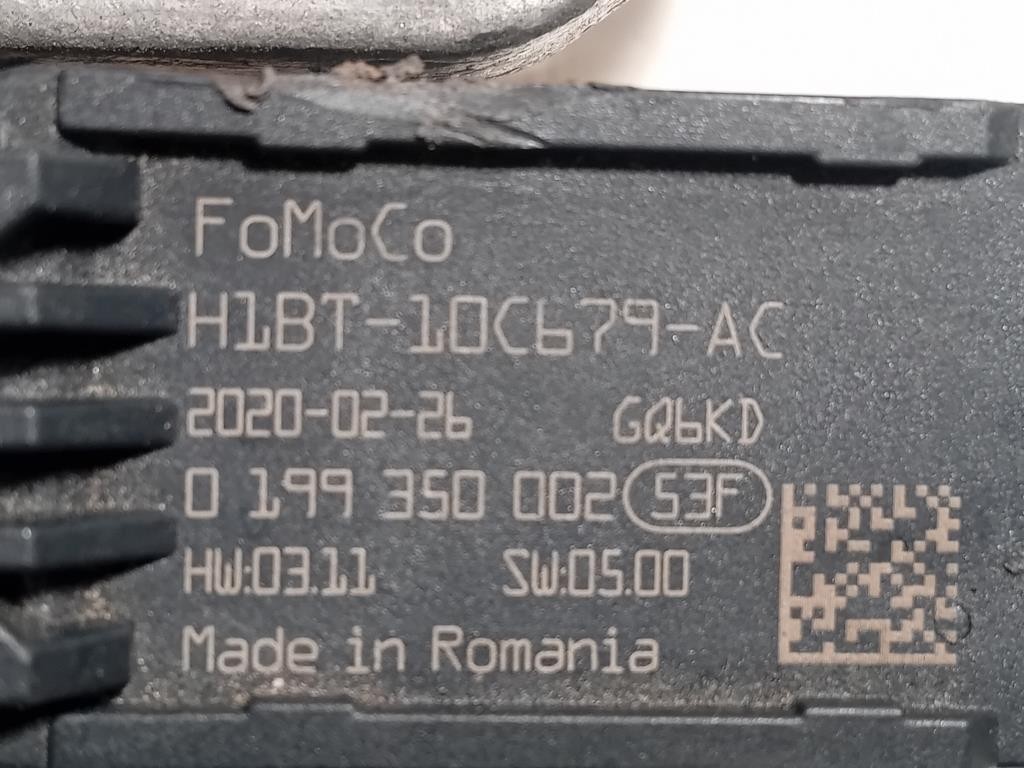 FoMoCo
H1BT-10C679-AC
2020-02-26 GQ6KD
0 199 350 002 S3F
HW:03.11 SW:05.00
Made in Romania